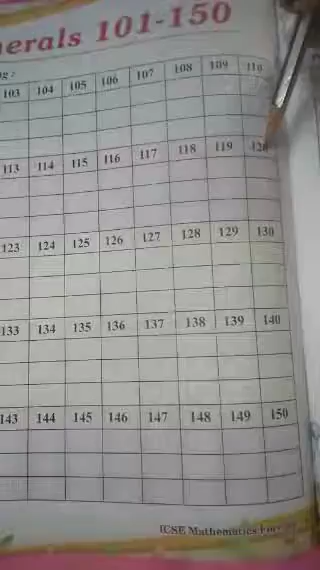 erals 101-150
103 104 105 106 107 108 109 110
113 114 115 116 117 118 119 120
123 124 125 126 127 128 129 130
133 134 135 136 137 138 139 140
143 144 145 146 147 148 149 150
ICSE Mathematics